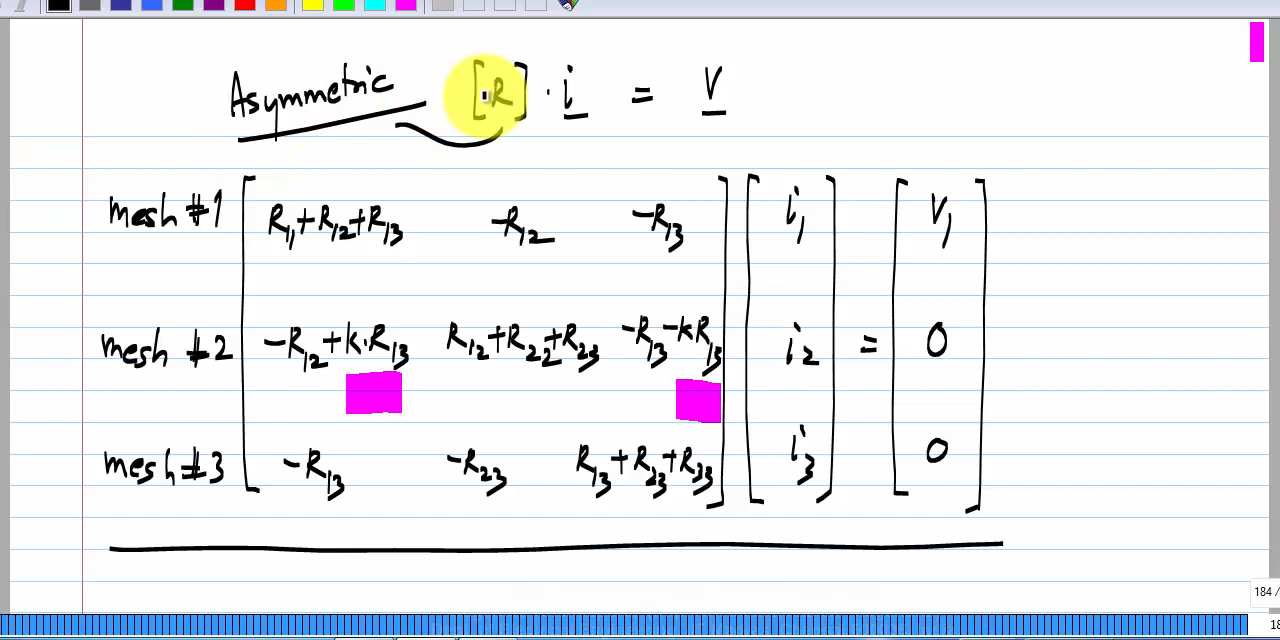 Asymmetric [R] · i = V
mesh #1 R11+R12+R13 -R12 -R13 i1 V1
mesh #2 -R12+k.R13 R12+R22+R23 -R13-kR13 i2 = 0
mesh #3 -R13 -R23 R13+R23+R33 i3 0
184 /
18